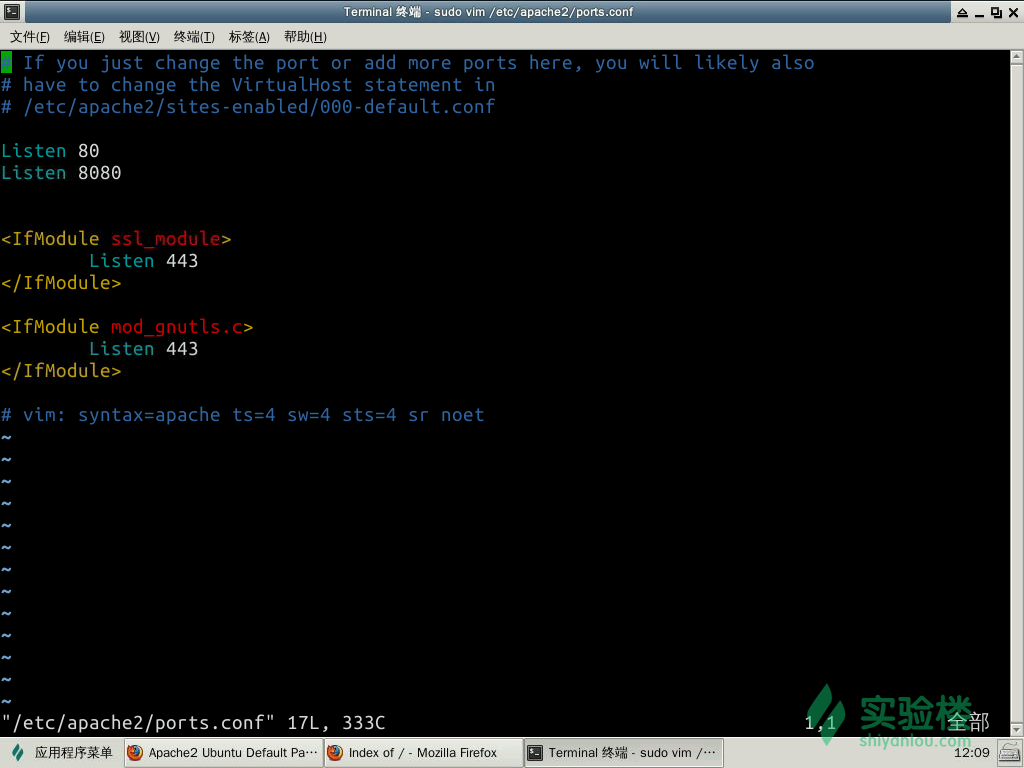 Terminal 终端 - sudo vim /etc/apache2/ports.conf
文件(F) 编辑(E) 视图(V) 终端(T) 标签(A) 帮助(H)
# If you just change the port or add more ports here, you will likely also
# have to change the VirtualHost statement in
# /etc/apache2/sites-enabled/000-default.conf
Listen 80
Listen 8080
<IfModule ssl_module>
Listen 443
</IfModule>
<IfModule mod_gnutls.c>
Listen 443
</IfModule>
# vim: syntax=apache ts=4 sw=4 sts=4 sr noet
~
~
~
~
~
~
~
~
~
~
~
~
~
"/etc/apache2/ports.conf" 17L, 333C 1,1 全部
实验楼
shiyanlou.com
应用程序菜单 Apache2 Ubuntu Default Pa··· Index of / - Mozilla Firefox Terminal 终端 - sudo vim /··· 12:09